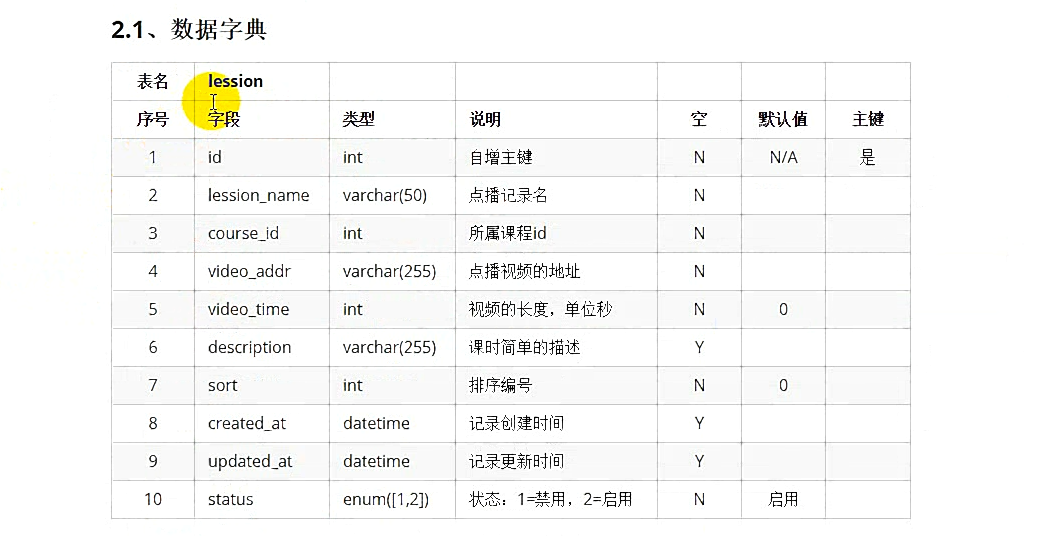 2.1、数据字典
表名 lession
序号 字段 类型 说明 空 默认值 主键
1 id int 自增主键 N N/A 是
2 lession_name varchar(50) 点播记录名 N
3 course_id int 所属课程id N
4 video_addr varchar(255) 点播视频的地址 N
5 video_time int 视频的长度，单位秒 N 0
6 description varchar(255) 课时简单的描述 Y
7 sort int 排序编号 N 0
8 created_at datetime 记录创建时间 Y
9 updated_at datetime 记录更新时间 Y
10 status enum([1,2]) 状态：1=禁用，2=启用 N 启用